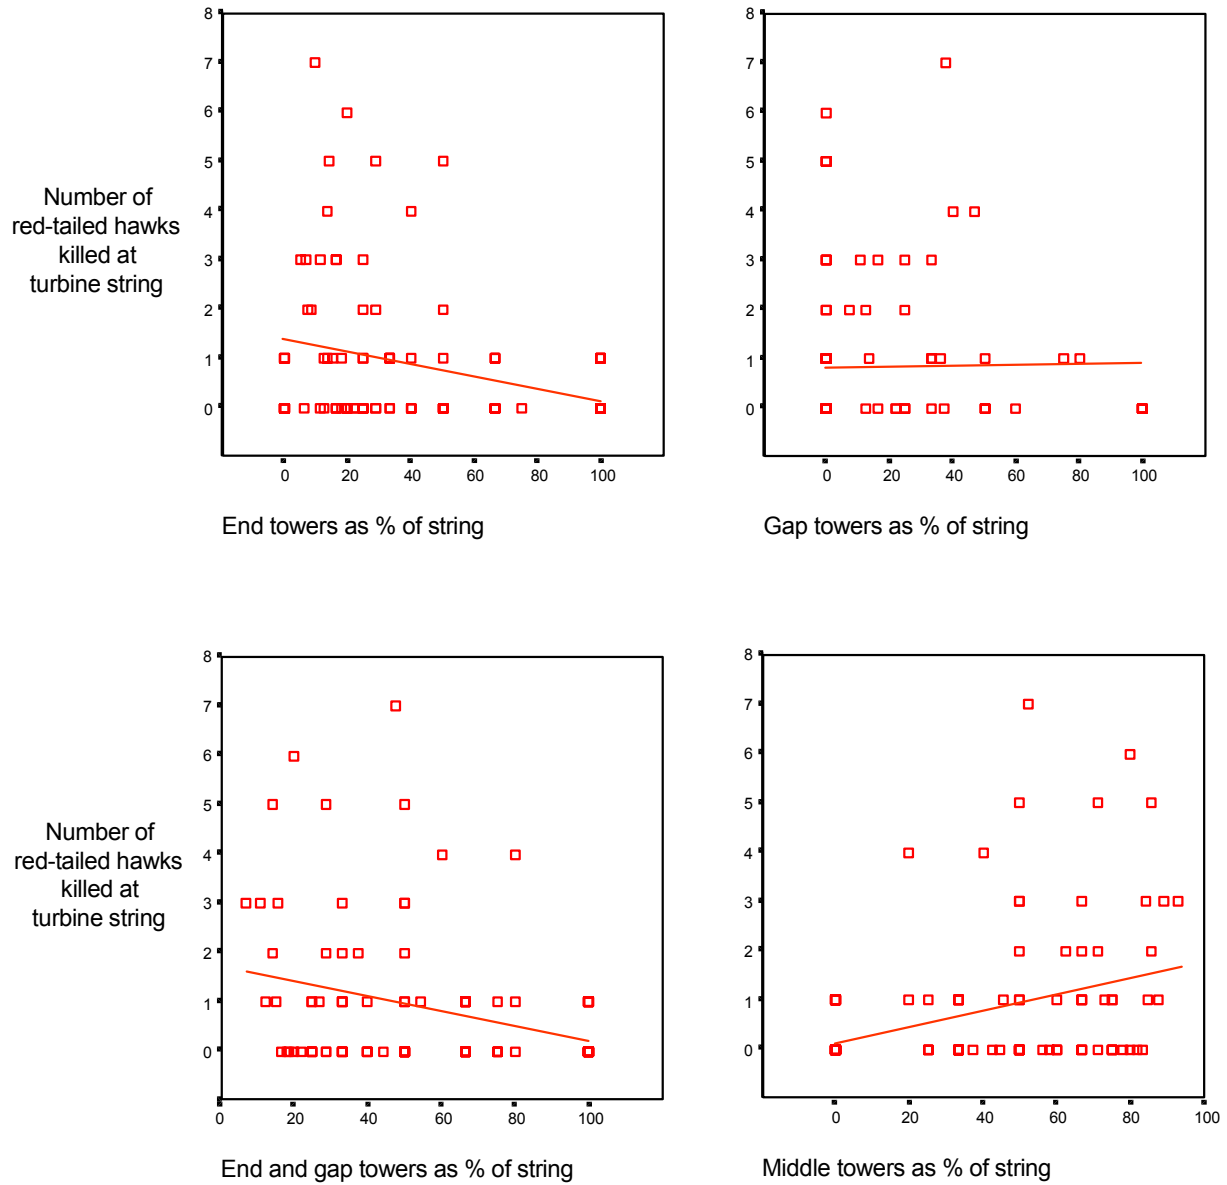 8
7
6
5
4
3
2
1
0
0 20 40 60 80 100
Number of
red-tailed hawks
killed at
turbine string
End towers as % of string
8
7
6
5
4
3
2
1
0
0 20 40 60 80 100
Gap towers as % of string
8
7
6
5
4
3
2
1
0
0 20 40 60 80 100
Number of
red-tailed hawks
killed at
turbine string
End and gap towers as % of string
8
7
6
5
4
3
2
1
0
0 20 40 60 80 100
Middle towers as % of string